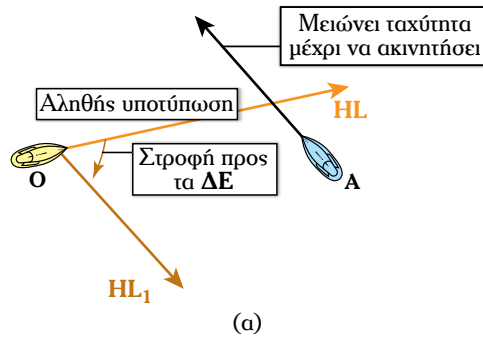 Μειώνει ταχύτητα
μέχρι να ακινητήσει
Αληθής υποτύπωση
HL
Στροφή προς
τα ΔΕ
O
A
HL₁
(α)